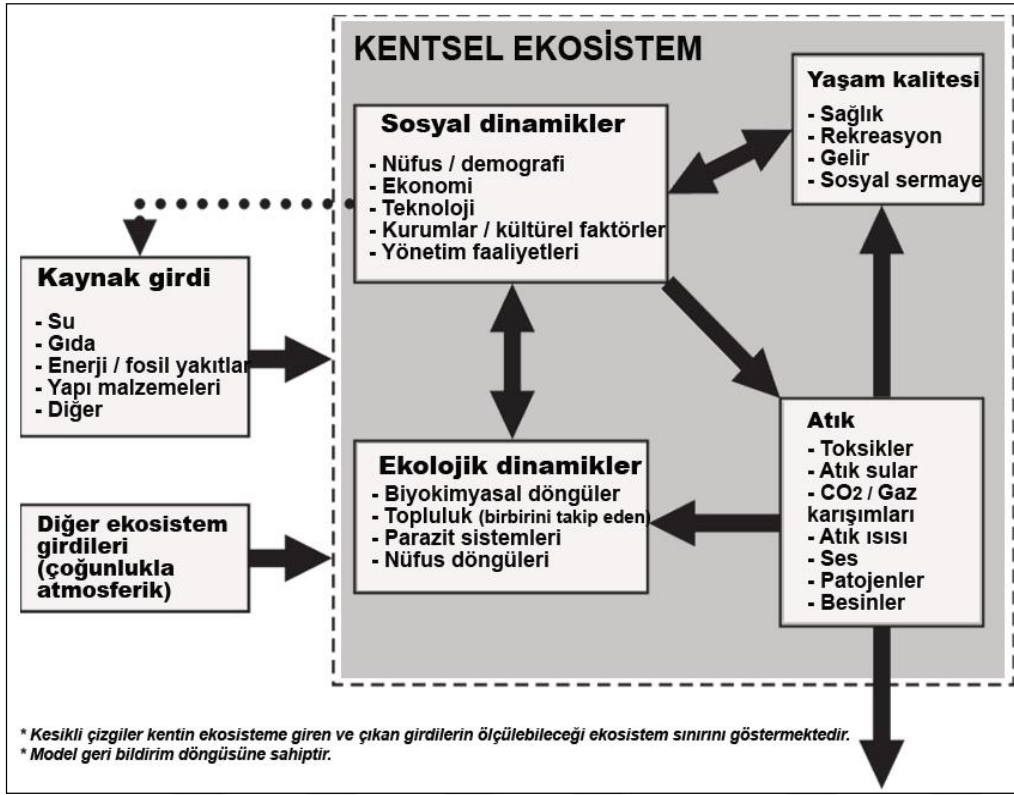 KENTSEL EKOSİSTEM
Sosyal dinamikler
- Nüfus / demografi
- Ekonomi
- Teknoloji
- Kurumlar / kültürel faktörler
- Yönetim faaliyetleri
Yaşam kalitesi
- Sağlık
- Rekreasyon
- Gelir
- Sosyal sermaye
Kaynak girdi
- Su
- Gıda
- Enerji / fosil yakıtlar
- Yapı malzemeleri
- Diğer
Ekolojik dinamikler
- Biyokimyasal döngüler
- Topluluk (birbirini takip eden)
- Parazit sistemleri
- Nüfus döngüleri
Atık
- Toksikler
- Atık sular
- CO2 / Gaz
karışımları
- Atık ısısı
- Ses
- Patojenler
- Besinler
Diğer ekosistem
girdileri
(çoğunlukla
atmosferik)
* Kesikli çizgiler kentin ekosisteme giren ve çıkan girdilerin ölçülebileceği ekosistem sınırını göstermektedir.
* Model geri bildirim döngüsüne sahiptir.